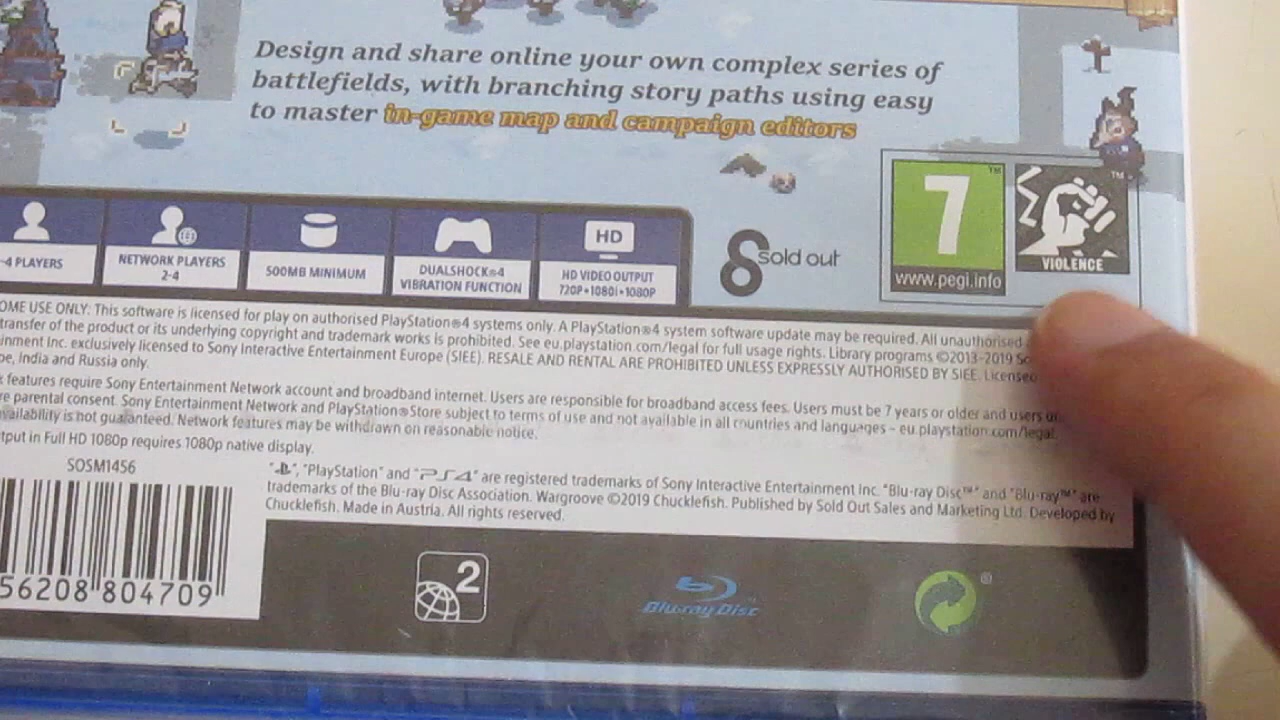 Design and share online your own complex series of
battlefields, with branching story paths using easy
to master in-game map and campaign editors
7
www.pegi.info
VIOLENCE
TM
-4 PLAYERS
NETWORK PLAYERS
2-4
500MB MINIMUM
DUALSHOCK®4
VIBRATION FUNCTION
HD
HD VIDEO OUTPUT
720P•1080i•1080P
sold out
OME USE ONLY: This software is licensed for play on authorised PlayStation®4 systems only. A PlayStation®4 system software update may be required. All unauthorised
transfer of the product or its underlying copyright and trademark works is prohibited. See eu.playstation.com/legal for full usage rights. Library programs ©2013-2019 So
inment Inc. exclusively licensed to Sony Interactive Entertainment Europe (SIEE). RESALE AND RENTAL ARE PROHIBITED UNLESS EXPRESSLY AUTHORISED BY SIEE. Licensed
pe, India and Russia only.
k features require Sony Entertainment Network account and broadband internet. Users are responsible for broadband access fees. Users must be 7 years or older and users
re parental consent. Sony Entertainment Network and PlayStation®Store subject to terms of use and not available in all countries and languages – eu.playstation.com/legal.
vailability is not guaranteed. Network features may be withdrawn on reasonable notice.
tput in Full HD 1080p requires 1080p native display.
SOSM1456
"PlayStation" and "PS4" are registered trademarks of Sony Interactive Entertainment Inc. "Blu-ray Disc™" and "Blu-ray™" are
trademarks of the Blu-ray Disc Association. Wargroove ©2019 Chucklefish. Published by Sold Out Sales and Marketing Ltd. Developed by
Chucklefish. Made in Austria. All rights reserved.
56208 804709
2
Blu-ray Disc
®